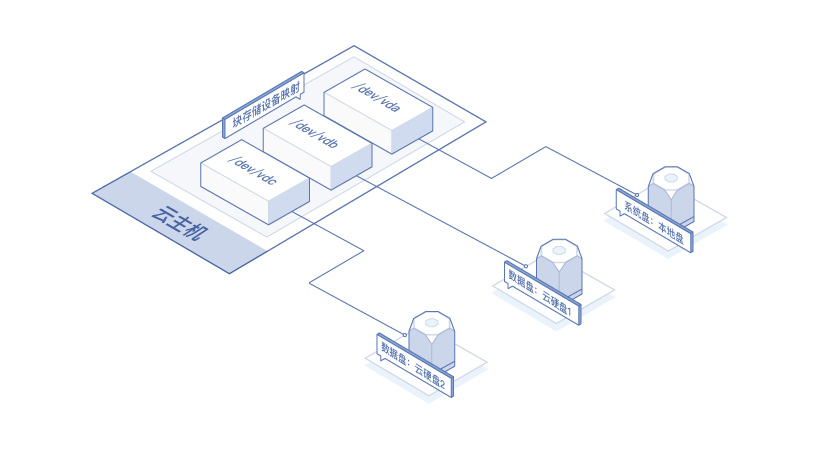 块存储设备映射
/dev/vda
/dev/vdb
/dev/vdc
云主机
系统盘：本地盘
数据盘：云硬盘1
数据盘：云硬盘2